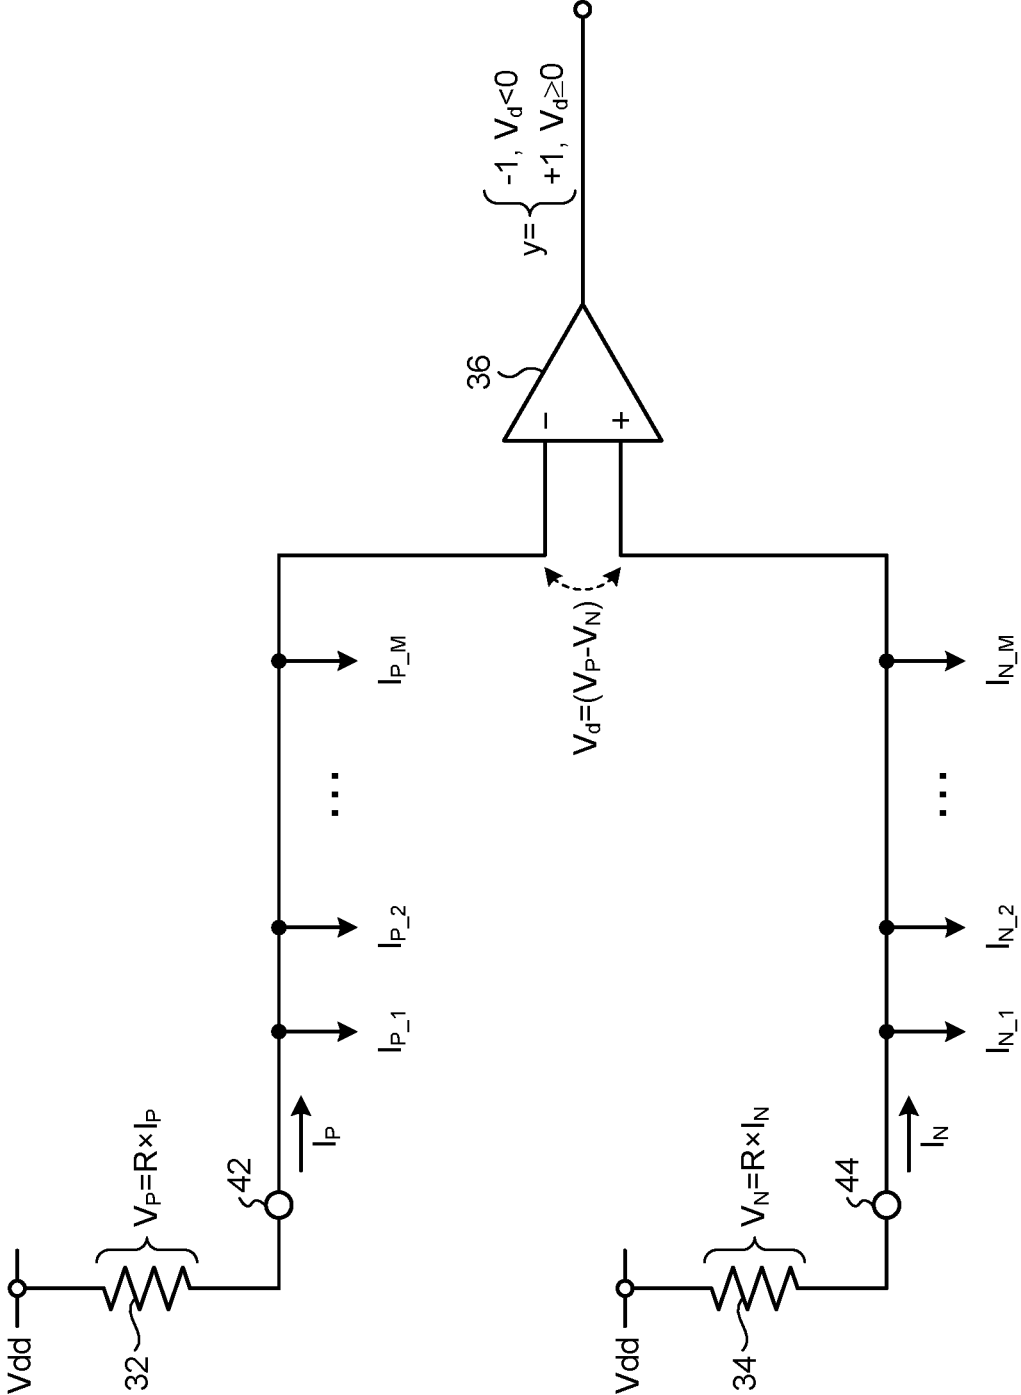 Vdd
32
V_P=R×I_P
42
I_P
I_P_1
I_P_2
...
I_P_M
V_d=(V_P-V_N)
36
−
+
y=
-1, V_d<0
+1, V_d≥0
Vdd
34
V_N=R×I_N
44
I_N
I_N_1
I_N_2
...
I_N_M